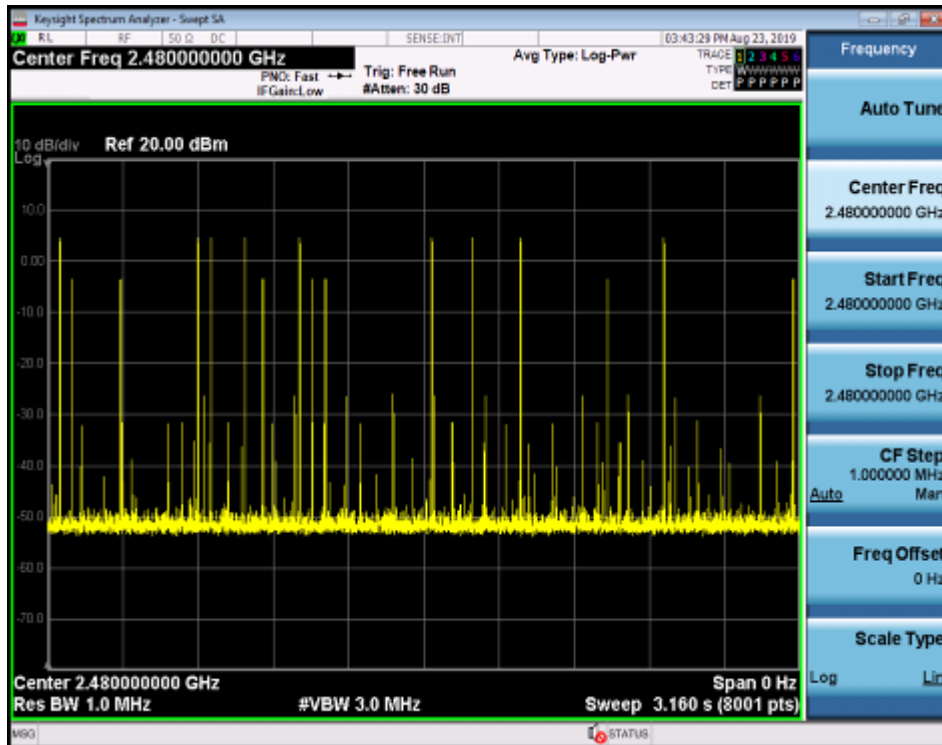 Keysight Spectrum Analyzer - Swept SA
RL RF 50 Ω DC SENSE:INT 03:43:29 PM Aug 23, 2019
Center Freq 2.480000000 GHz
PNO: Fast
IFGain:Low
Trig: Free Run
#Atten: 30 dB
Avg Type: Log-Pwr
TRACE 1 2 3 4 5 6
TYPE WWWWWW
DET P P P P P P
10 dB/div Ref 20.00 dBm
Log
10.0
0.00
-10.0
-20.0
-30.0
-40.0
-50.0
-60.0
-70.0
Center 2.480000000 GHz Span 0 Hz
Res BW 1.0 MHz #VBW 3.0 MHz Sweep 3.160 s (8001 pts)
MSG STATUS
Frequency
Auto Tune
Center Freq
2.480000000 GHz
Start Freq
2.480000000 GHz
Stop Freq
2.480000000 GHz
CF Step
1.000000 MHz
Auto Man
Freq Offset
0 Hz
Scale Type
Log Lin